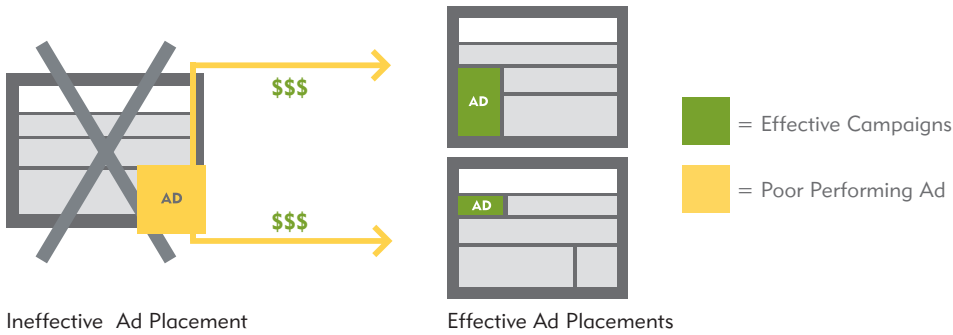 $$$
AD
= Effective Campaigns
AD
= Poor Performing Ad
AD
$$$
Ineffective Ad Placement
Effective Ad Placements